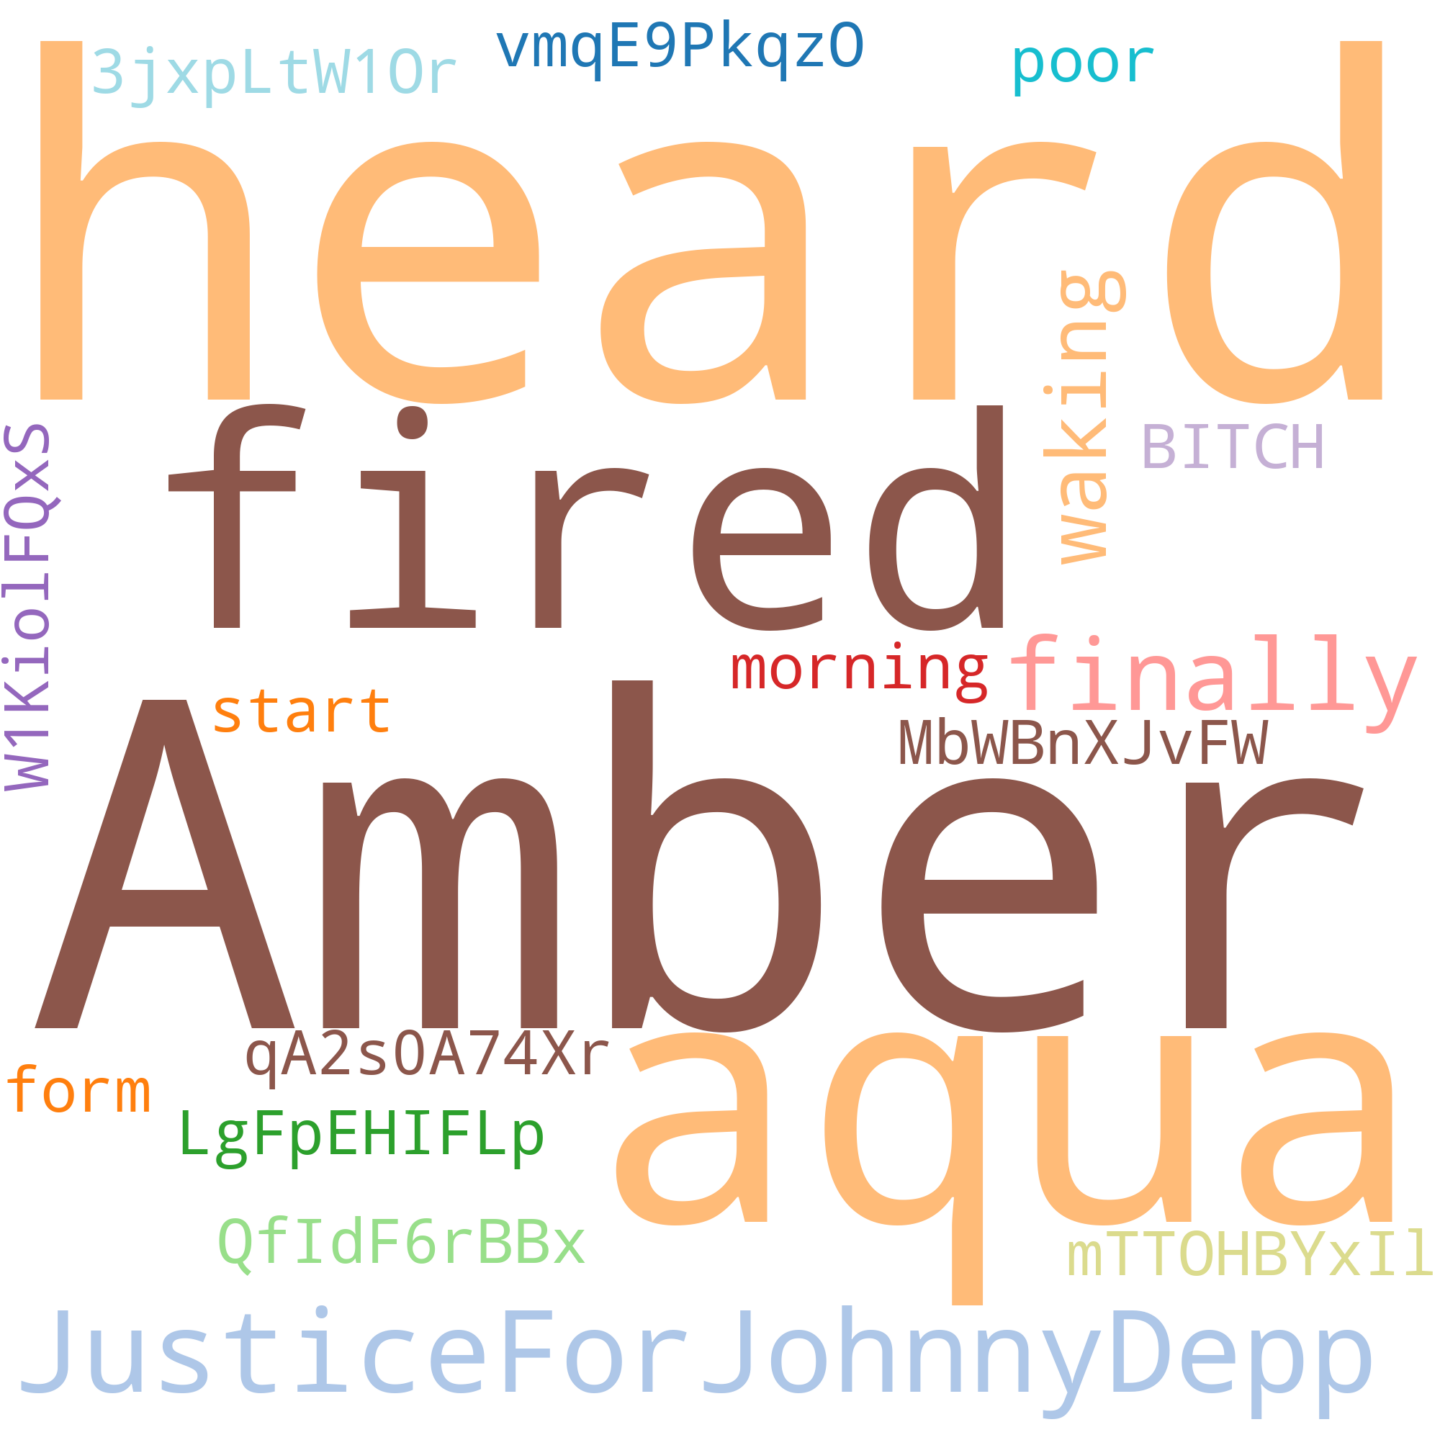 vmqE9PkqzO
3jxpLtW1Or
poor
heard
waking
BITCH
fired
W1KiolFQxS
finally
morning
start
MbWBnXJvFW
Amber
qA2s0A74Xr
aqua
form
LgFpEHIFLp
QfIdF6rBBx
mTTOHBYxIl
JusticeForJohnnyDepp